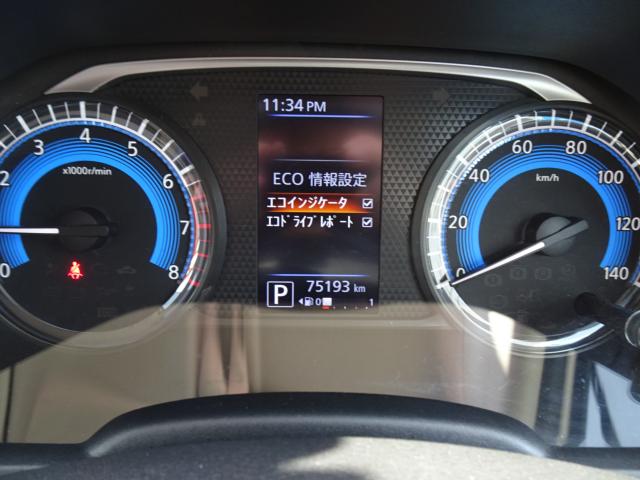 11:34 PM
ECO 情報設定
エコインジケータ
エコドライブレポート
P 75193 km
0 1
0 2 3 4 5 6 7 8
x1000r/min
0 20 40 60 80 100 120 140
km/h